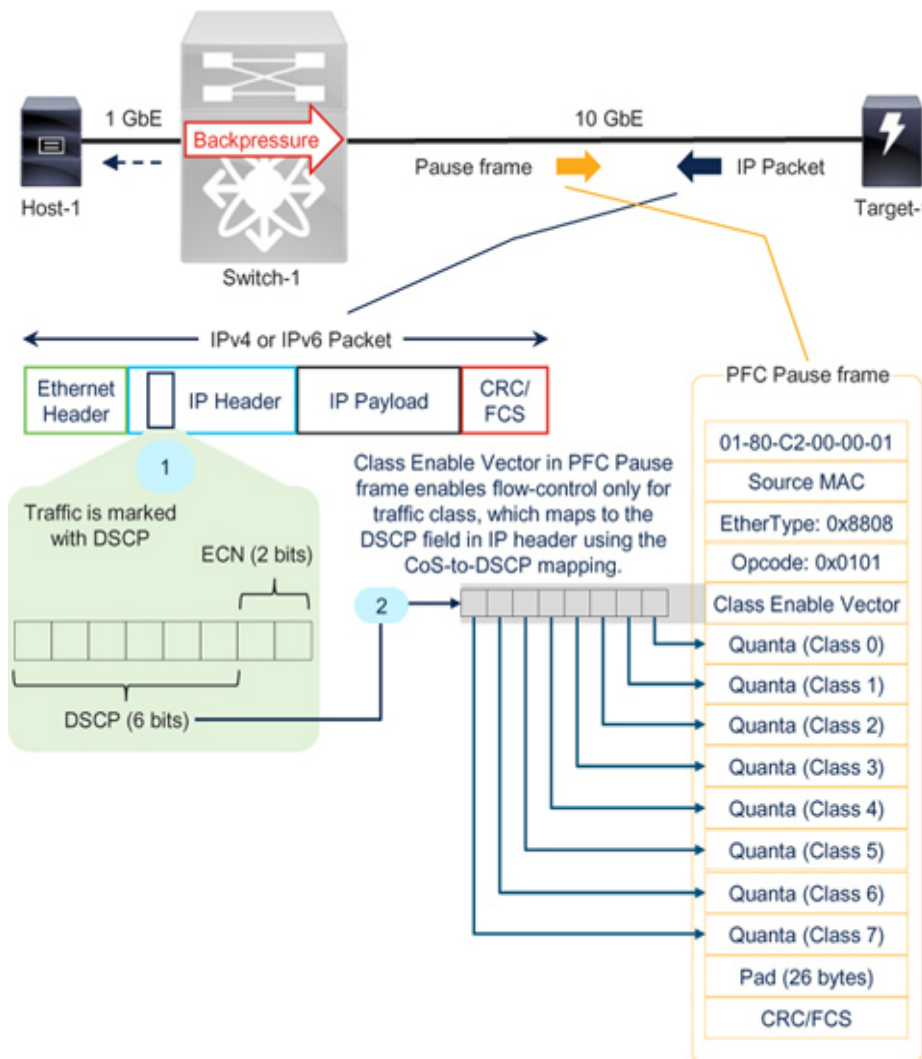 1 GbE
10 GbE
Backpressure
Pause frame
IP Packet
Host-1
Target-
Switch-1
IPv4 or IPv6 Packet
PFC Pause frame
Ethernet
Header
IP Header
IP Payload
CRC/
FCS
1
Traffic is marked
with DSCP
ECN (2 bits)
DSCP (6 bits)
Class Enable Vector in PFC Pause
frame enables flow-control only for
traffic class, which maps to the
DSCP field in IP header using the
CoS-to-DSCP mapping.
2
01-80-C2-00-00-01
Source MAC
EtherType: 0x8808
Opcode: 0x0101
Class Enable Vector
Quanta (Class 0)
Quanta (Class 1)
Quanta (Class 2)
Quanta (Class 3)
Quanta (Class 4)
Quanta (Class 5)
Quanta (Class 6)
Quanta (Class 7)
Pad (26 bytes)
CRC/FCS